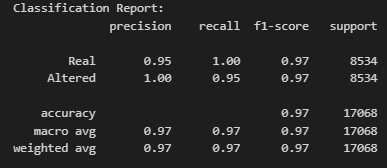 Classification Report:
precision recall f1-score support
Real 0.95 1.00 0.97 8534
Altered 1.00 0.95 0.97 8534
accuracy 0.97 17068
macro avg 0.97 0.97 0.97 17068
weighted avg 0.97 0.97 0.97 17068